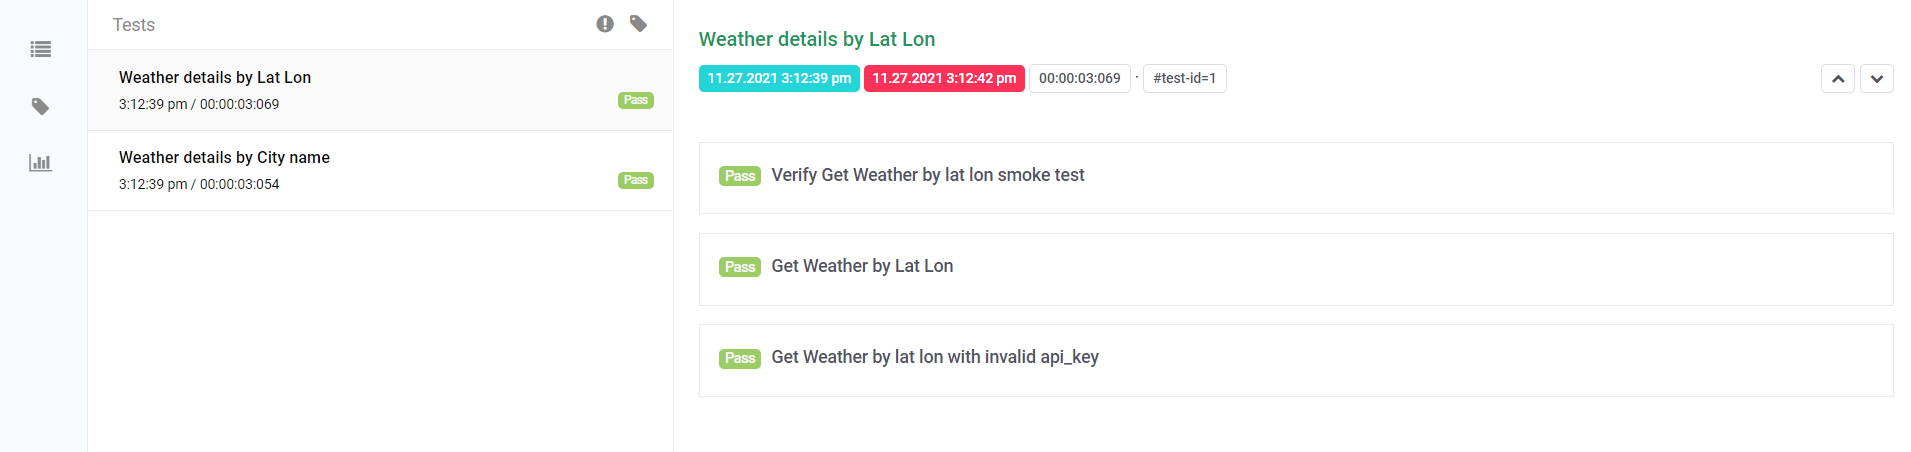 Tests
Weather details by Lat Lon
3:12:39 pm / 00:00:03:069
Pass
Weather details by City name
3:12:39 pm / 00:00:03:054
Pass
Weather details by Lat Lon
11.27.2021 3:12:39 pm 11.27.2021 3:12:42 pm 00:00:03:069 · #test-id=1
Pass Verify Get Weather by lat lon smoke test
Pass Get Weather by Lat Lon
Pass Get Weather by lat lon with invalid api_key